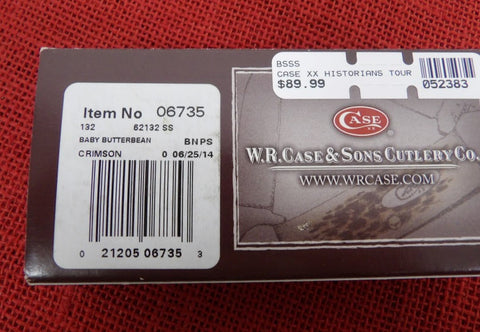 BSSS
CASE XX HISTORIANS TOUR
$89.99
052383
Item No 06735
132 62132 SS
BABY BUTTERBEAN BNPS
CRIMSON 0 06/25/14
0 21205 06735 3
CASE
XX
W.R. CASE & SONS CUTLERY CO.
WWW.WRCASE.COM